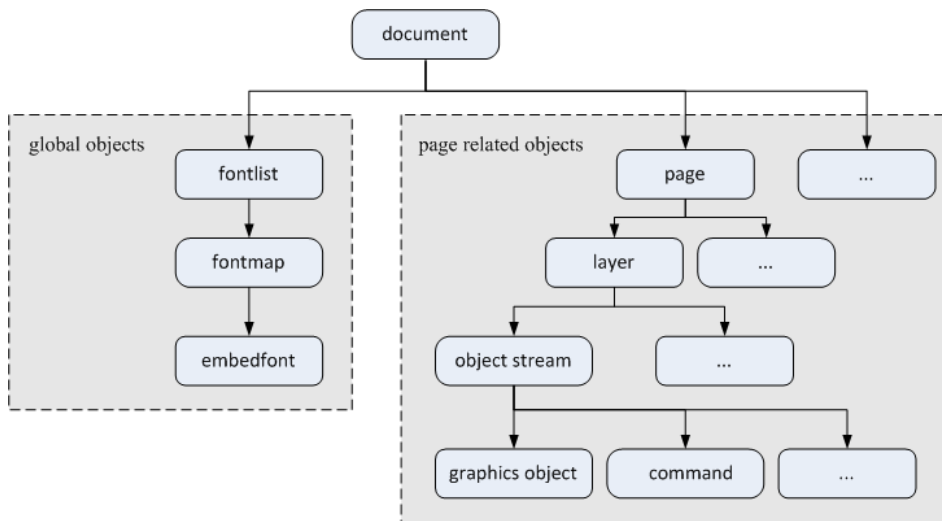 document
global objects
fontlist
fontmap
embedfont
page related objects
page
...
layer
...
object stream
...
graphics object
command
...